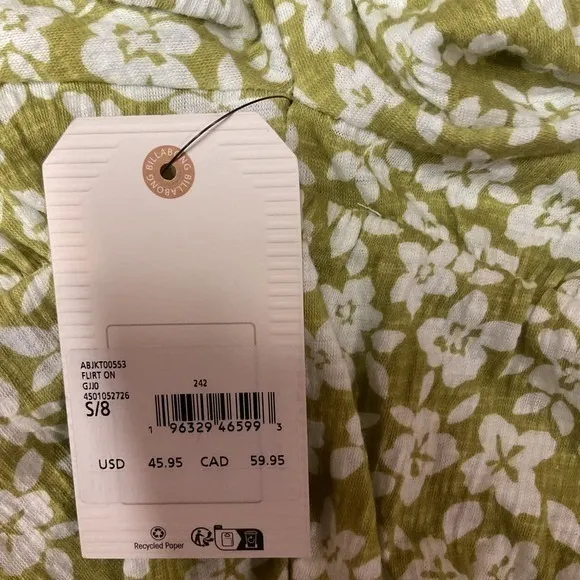 BILLABONG BILLABONG
ABJKT00553
FLIRT ON
GJJ0
4501052726
S/8
242
1 96329 46599 3
USD 45.95 CAD 59.95
Recycled Paper